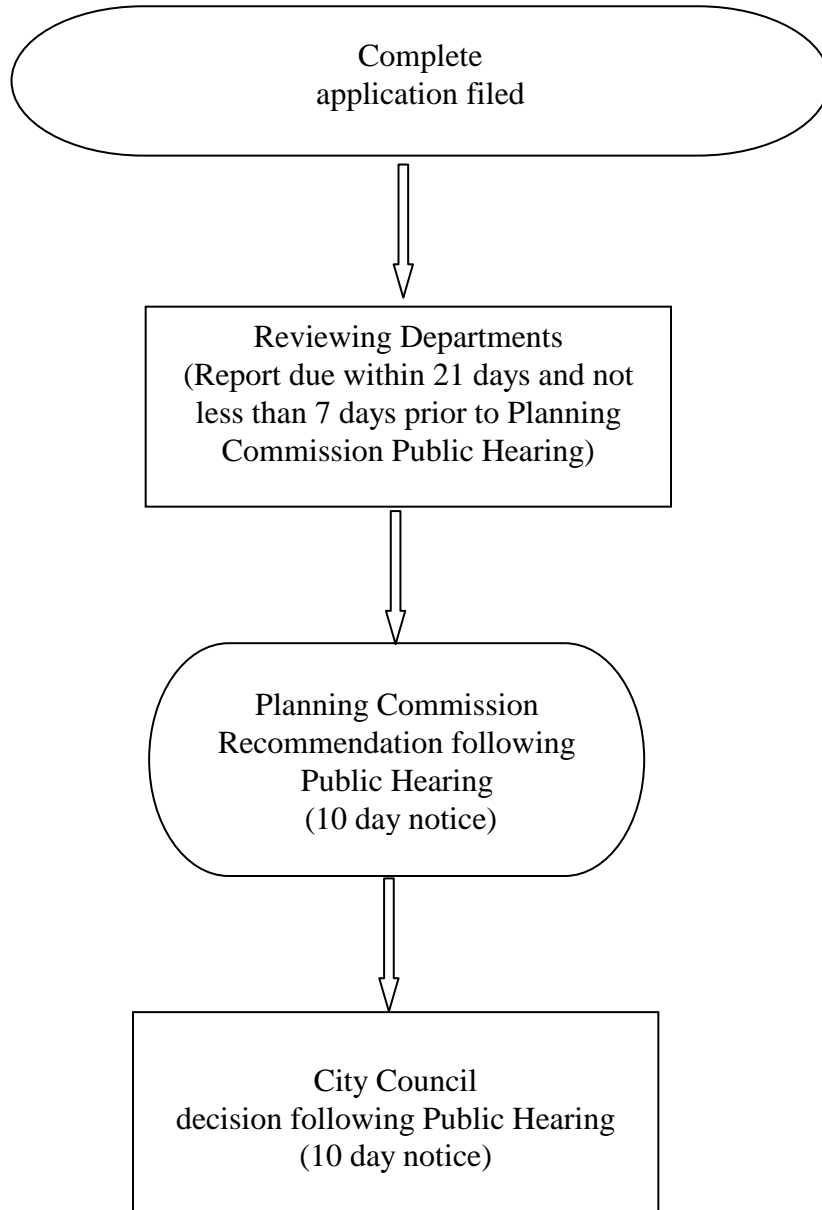 Complete
application filed
Reviewing Departments
(Report due within 21 days and not
less than 7 days prior to Planning
Commission Public Hearing)
Planning Commission
Recommendation following
Public Hearing
(10 day notice)
City Council
decision following Public Hearing
(10 day notice)